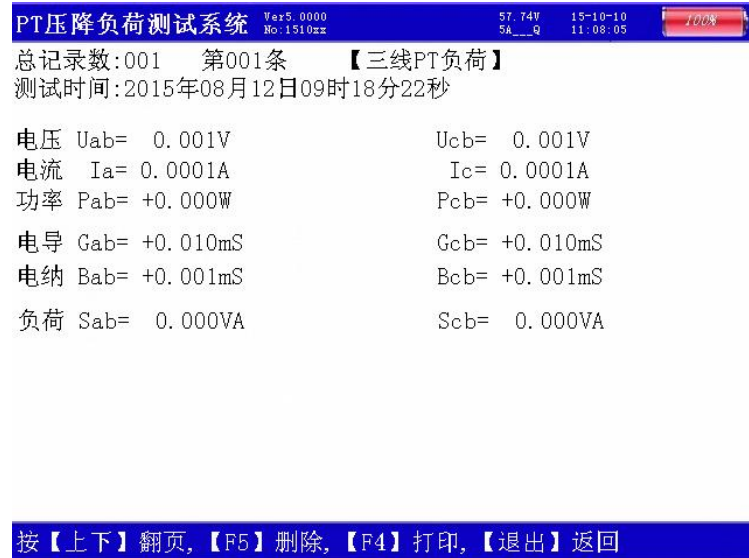 PT压降负荷测试系统 Ver5.0000 No:1510xx 57.74V 5A___Q 15-10-10 11:08:05 100%
总记录数:001 第001条 【三线PT负荷】
测试时间:2015年08月12日09时18分22秒
电压 Uab= 0.001V Ucb= 0.001V
电流 Ia= 0.0001A Ic= 0.0001A
功率 Pab= +0.000W Pcb= +0.000W
电导 Gab= +0.010mS Gcb= +0.010mS
电纳 Bab= +0.001mS Bcb= +0.001mS
负荷 Sab= 0.000VA Scb= 0.000VA
按【上下】翻页,【F5】删除,【F4】打印,【退出】返回